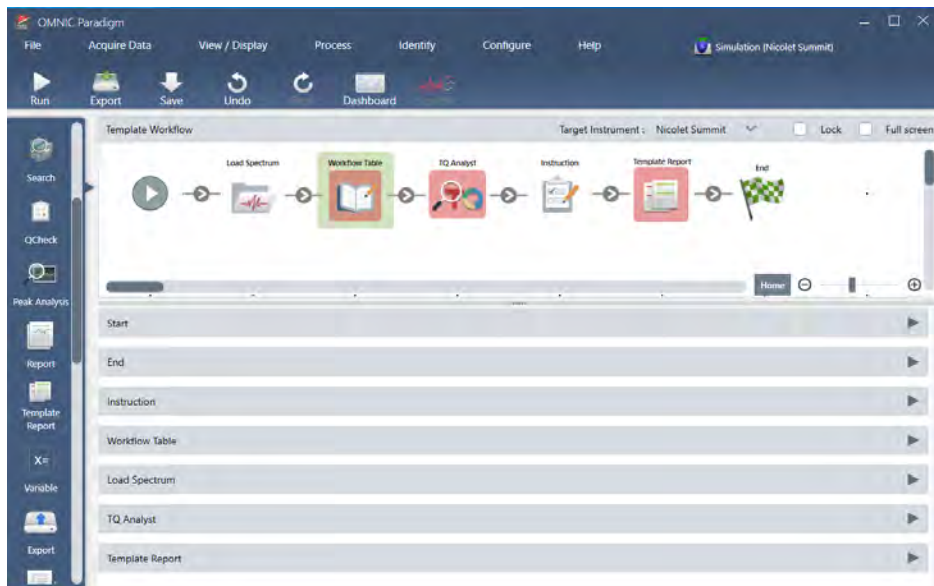 OMNIC Paradigm
File Acquire Data View / Display Process Identify Configure Help Simulation (Nicolet Summit)
Run Export Save Undo Dashboard
Template Workflow Target Instrument : Nicolet Summit Lock Full screen
Search
QCheck
Peak Analysis
Report
Template
Report
X=
Variable
Export
Load Spectrum Workflow Table TQ Analyst Instruction Template Report End
Home
Start
End
Instruction
Workflow Table
Load Spectrum
TQ Analyst
Template Report